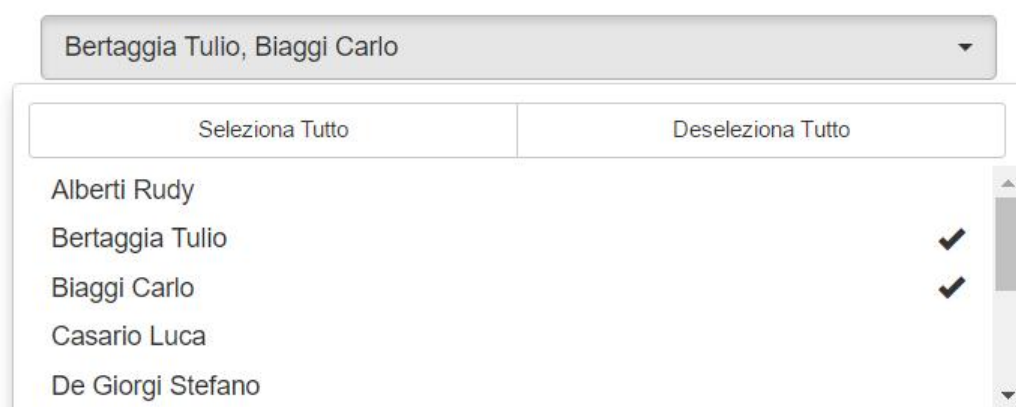 Bertaggia Tulio, Biaggi Carlo
Seleziona Tutto
Deseleziona Tutto
Alberti Rudy
Bertaggia Tulio
Biaggi Carlo
Casario Luca
De Giorgi Stefano